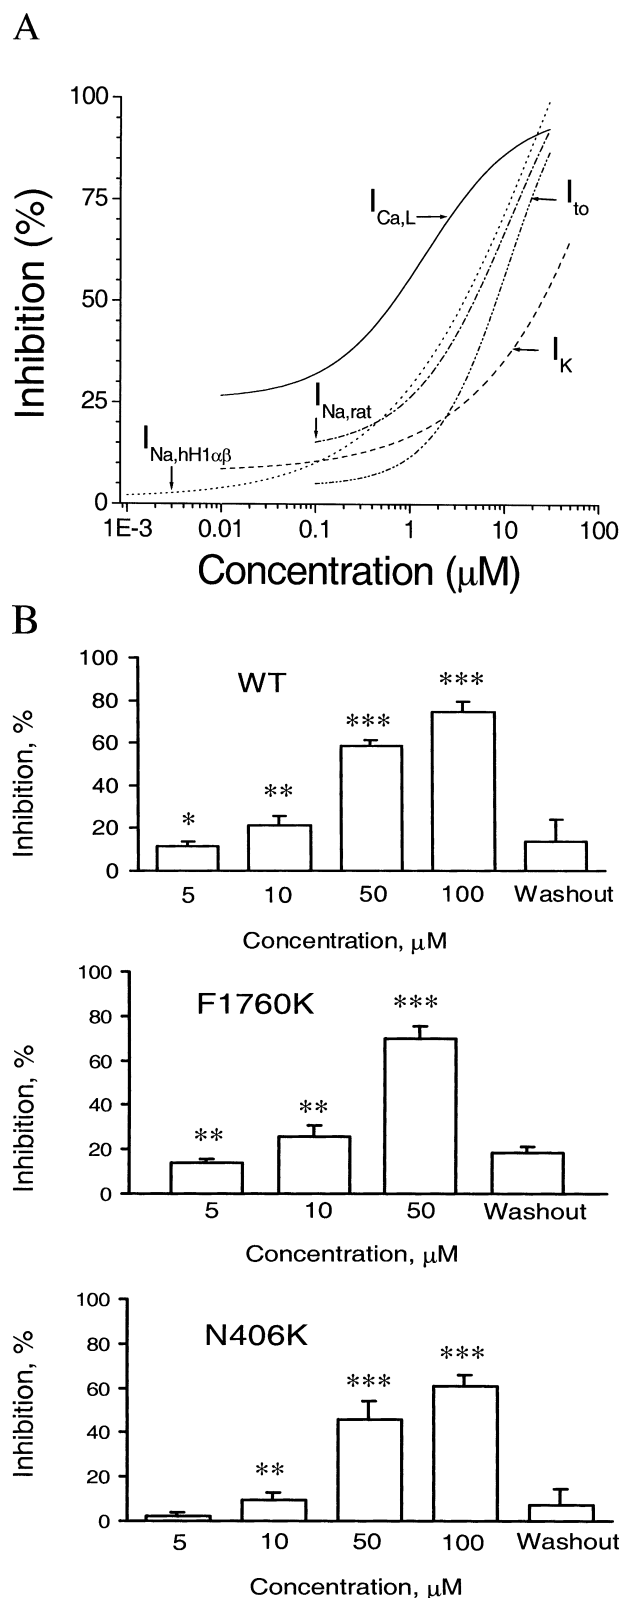 A
100
75
50
25
0
Inhibition (%)
I Ca,L
I to
I K
I Na,rat
I Na,hH1αβ
1E-3 0.01 0.1 1 10 100
Concentration (μM)
B
WT
100
80
60
40
20
0
Inhibition, %
* ** *** ***
5 10 50 100 Washout
Concentration, μM
F1760K
100
80
60
40
20
0
Inhibition, %
** ** ***
5 10 50 Washout
Concentration, μM
N406K
100
80
60
40
20
0
Inhibition, %
** *** ***
5 10 50 100 Washout
Concentration, μM